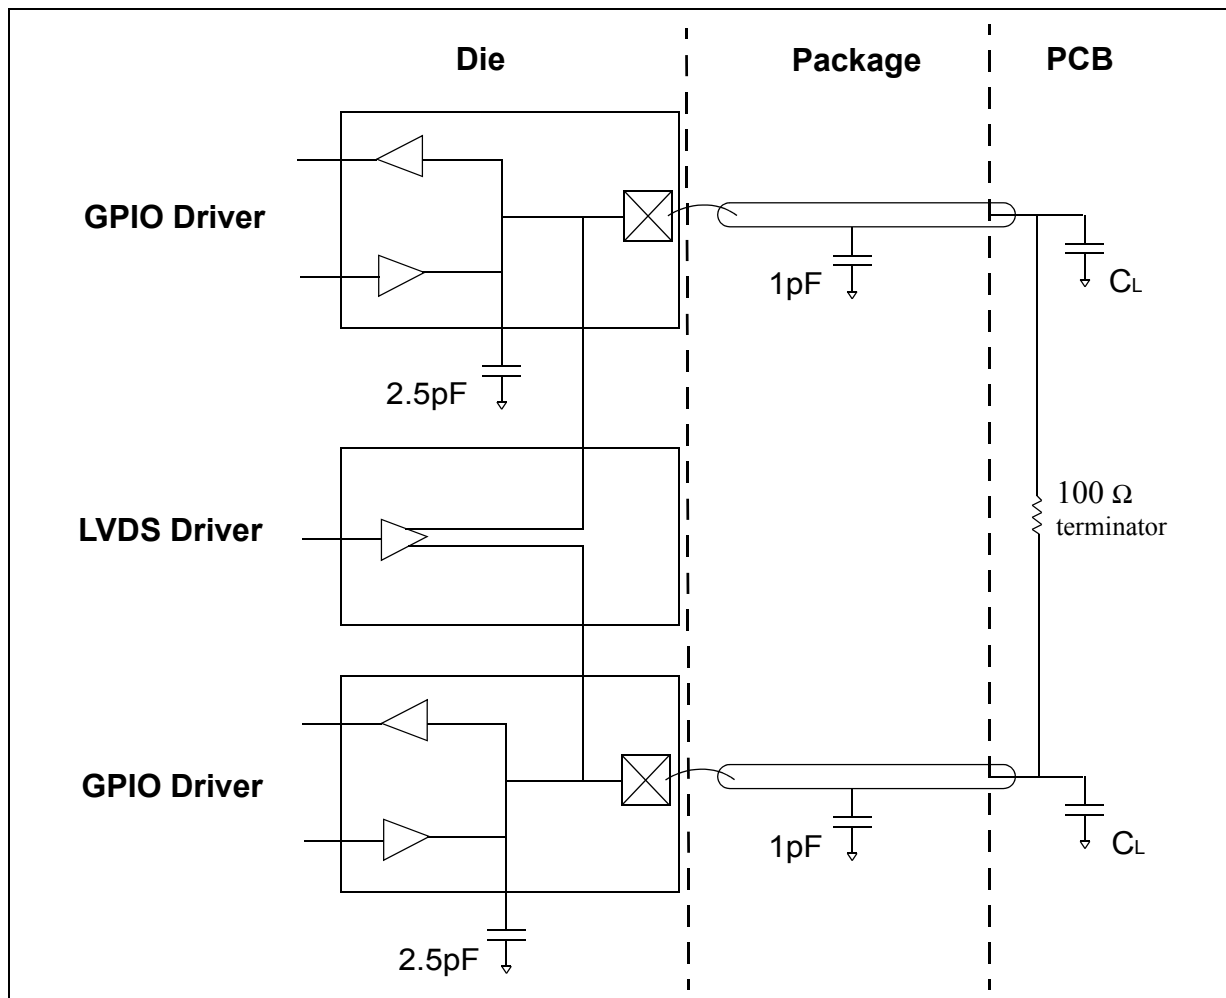 Die
Package
PCB
GPIO Driver
1pF
CL
2.5pF
LVDS Driver
100 Ω
terminator
GPIO Driver
1pF
CL
2.5pF